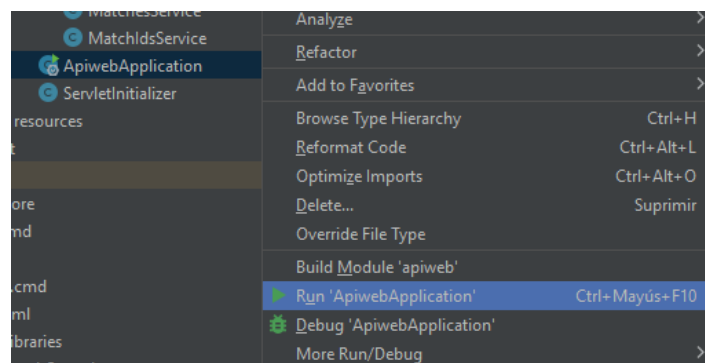 MatchesService
MatchIdsService
ApiwebApplication
ServletInitializer
resources
t
ore
md
.cmd
ml
ibraries
Analyze
Refactor
Add to Favorites
Browse Type Hierarchy Ctrl+H
Reformat Code Ctrl+Alt+L
Optimize Imports Ctrl+Alt+O
Delete... Suprimir
Override File Type
Build Module 'apiweb'
Run 'ApiwebApplication' Ctrl+Mayús+F10
Debug 'ApiwebApplication'
More Run/Debug